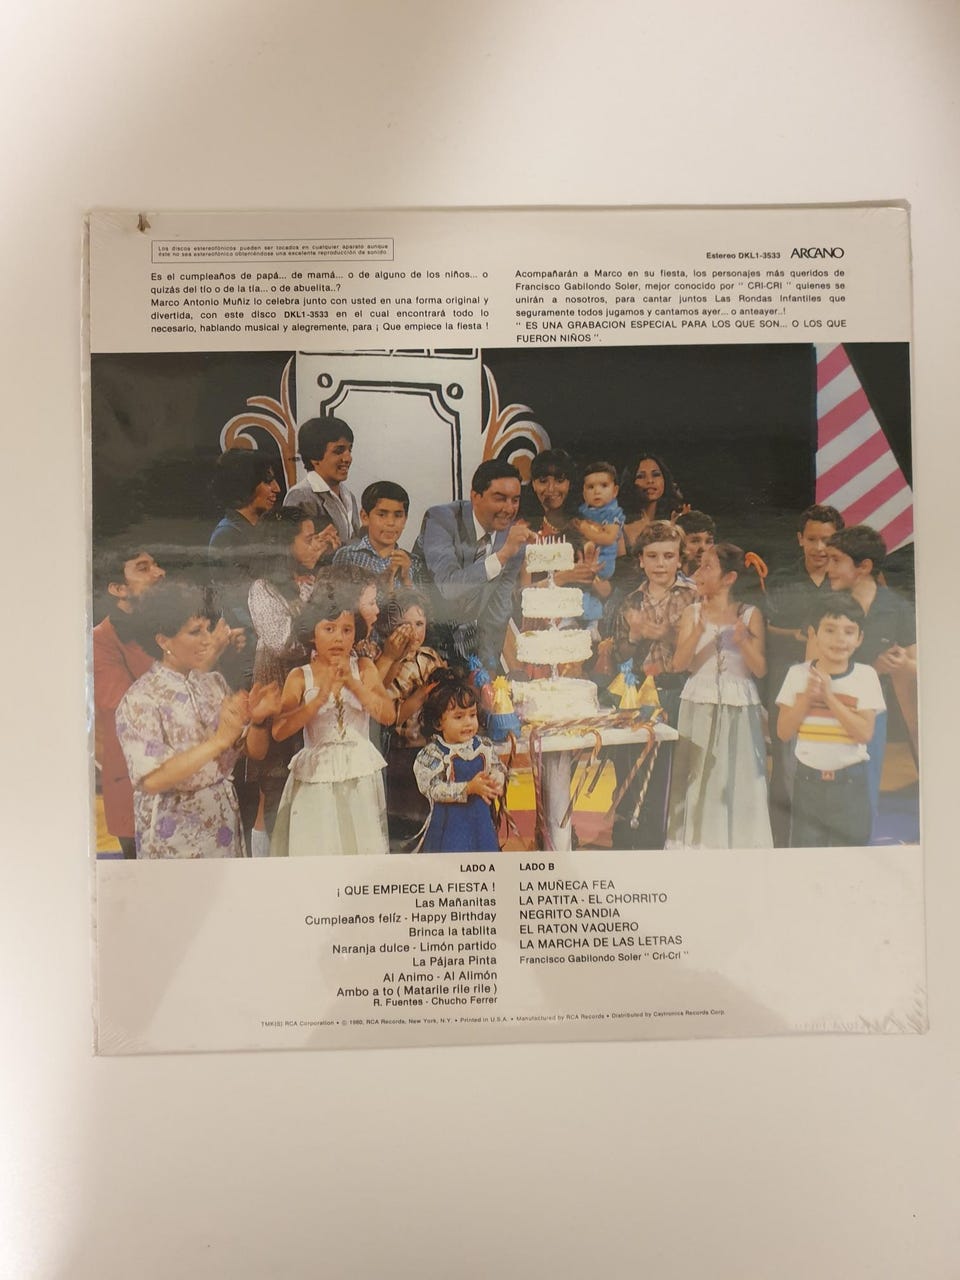 Los discos estereofónicos pueden ser tocados en cualquier aparato aunque
éste no sea estereofónico obteniéndose una excelente reproducción de sonido.
Es el cumpleaños de papá... de mamá... o de alguno de los niños... o
quizás del tío o de la tía... o de abuelita..?
Marco Antonio Muñiz lo celebra junto con usted en una forma original y
divertida, con este disco DKL1-3533 en el cual encontrará todo lo
necesario, hablando musical y alegremente, para ¡ Que empiece la fiesta !
Estereo DKL1-3533 ARCANO
Acompañarán a Marco en su fiesta, los personajes más queridos de
Francisco Gabilondo Soler, mejor conocido por " CRI-CRI " quienes se
unirán a nosotros, para cantar juntos Las Rondas Infantiles que
seguramente todos jugamos y cantamos ayer... o anteayer..!
" ES UNA GRABACION ESPECIAL PARA LOS QUE SON... O LOS QUE
FUERON NIÑOS ".
LADO A
¡ QUE EMPIECE LA FIESTA !
Las Mañanitas
Cumpleaños felíz - Happy Birthday
Brinca la tablita
Naranja dulce - Limón partido
La Pájara Pinta
Al Animo - Al Alimón
Ambo a to ( Matarile rile rile )
R. Fuentes - Chucho Ferrer
LADO B
LA MUÑECA FEA
LA PATITA - EL CHORRITO
NEGRITO SANDIA
EL RATON VAQUERO
LA MARCHA DE LAS LETRAS
Francisco Gabilondo Soler " Cri-Cri "
TMK(S) RCA Corporation • © 1980, RCA Records, New York, N.Y. • Printed in U.S.A. • Manufactured by RCA Records • Distributed by Caytronics Records Corp.